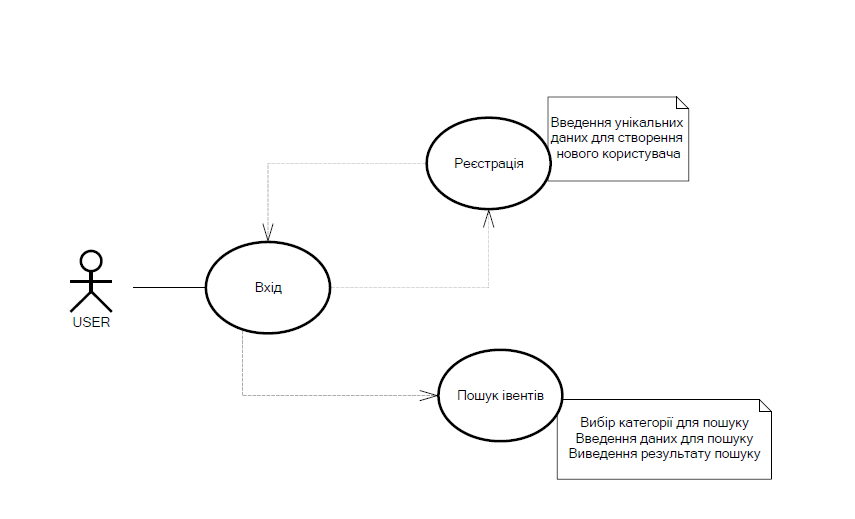 Введення унікальних
даних для створення
нового користувача
Реєстрація
Вхід
USER
Пошук івентів
Вибір категорії для пошуку
Введення даних для пошуку
Виведення результату пошуку